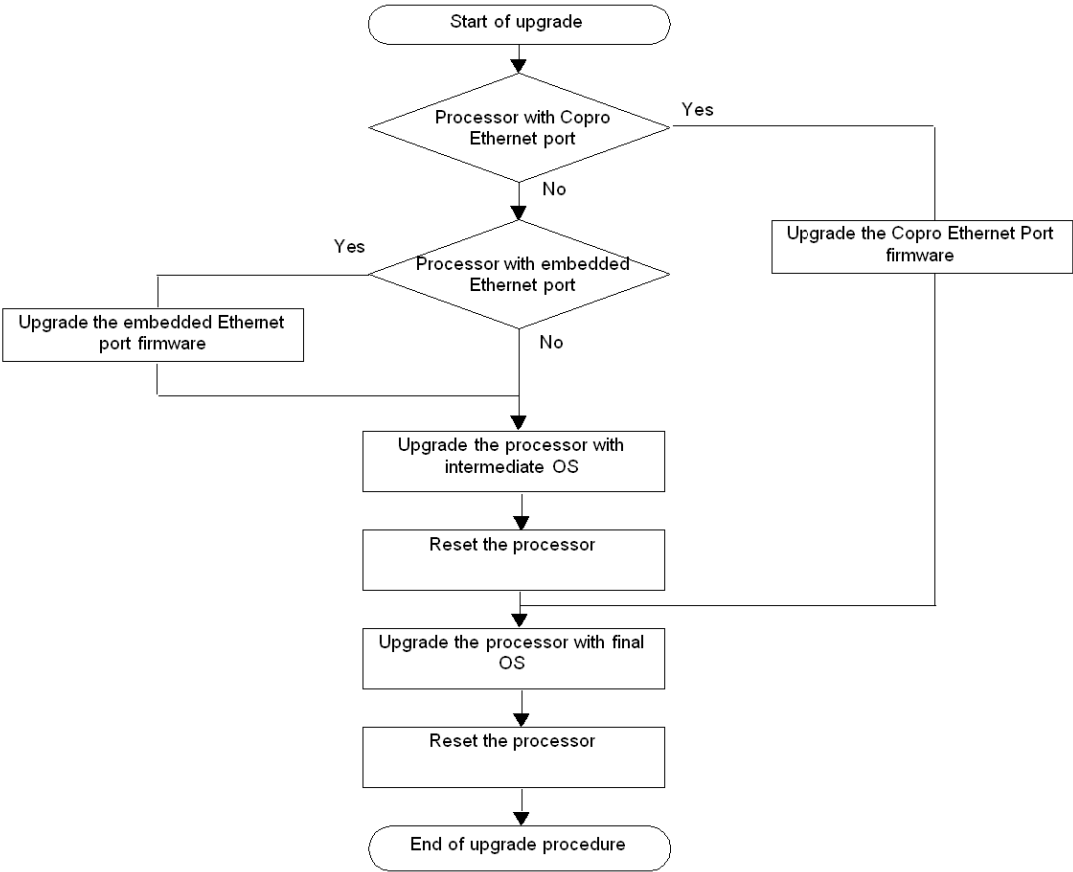 Start of upgrade
Processor with Copro
Ethernet port
Yes
No
Upgrade the Copro Ethernet Port
firmware
Yes
Processor with embedded
Ethernet port
Upgrade the embedded Ethernet
port firmware
No
Upgrade the processor with
intermediate OS
Reset the processor
Upgrade the processor with final
OS
Reset the processor
End of upgrade procedure